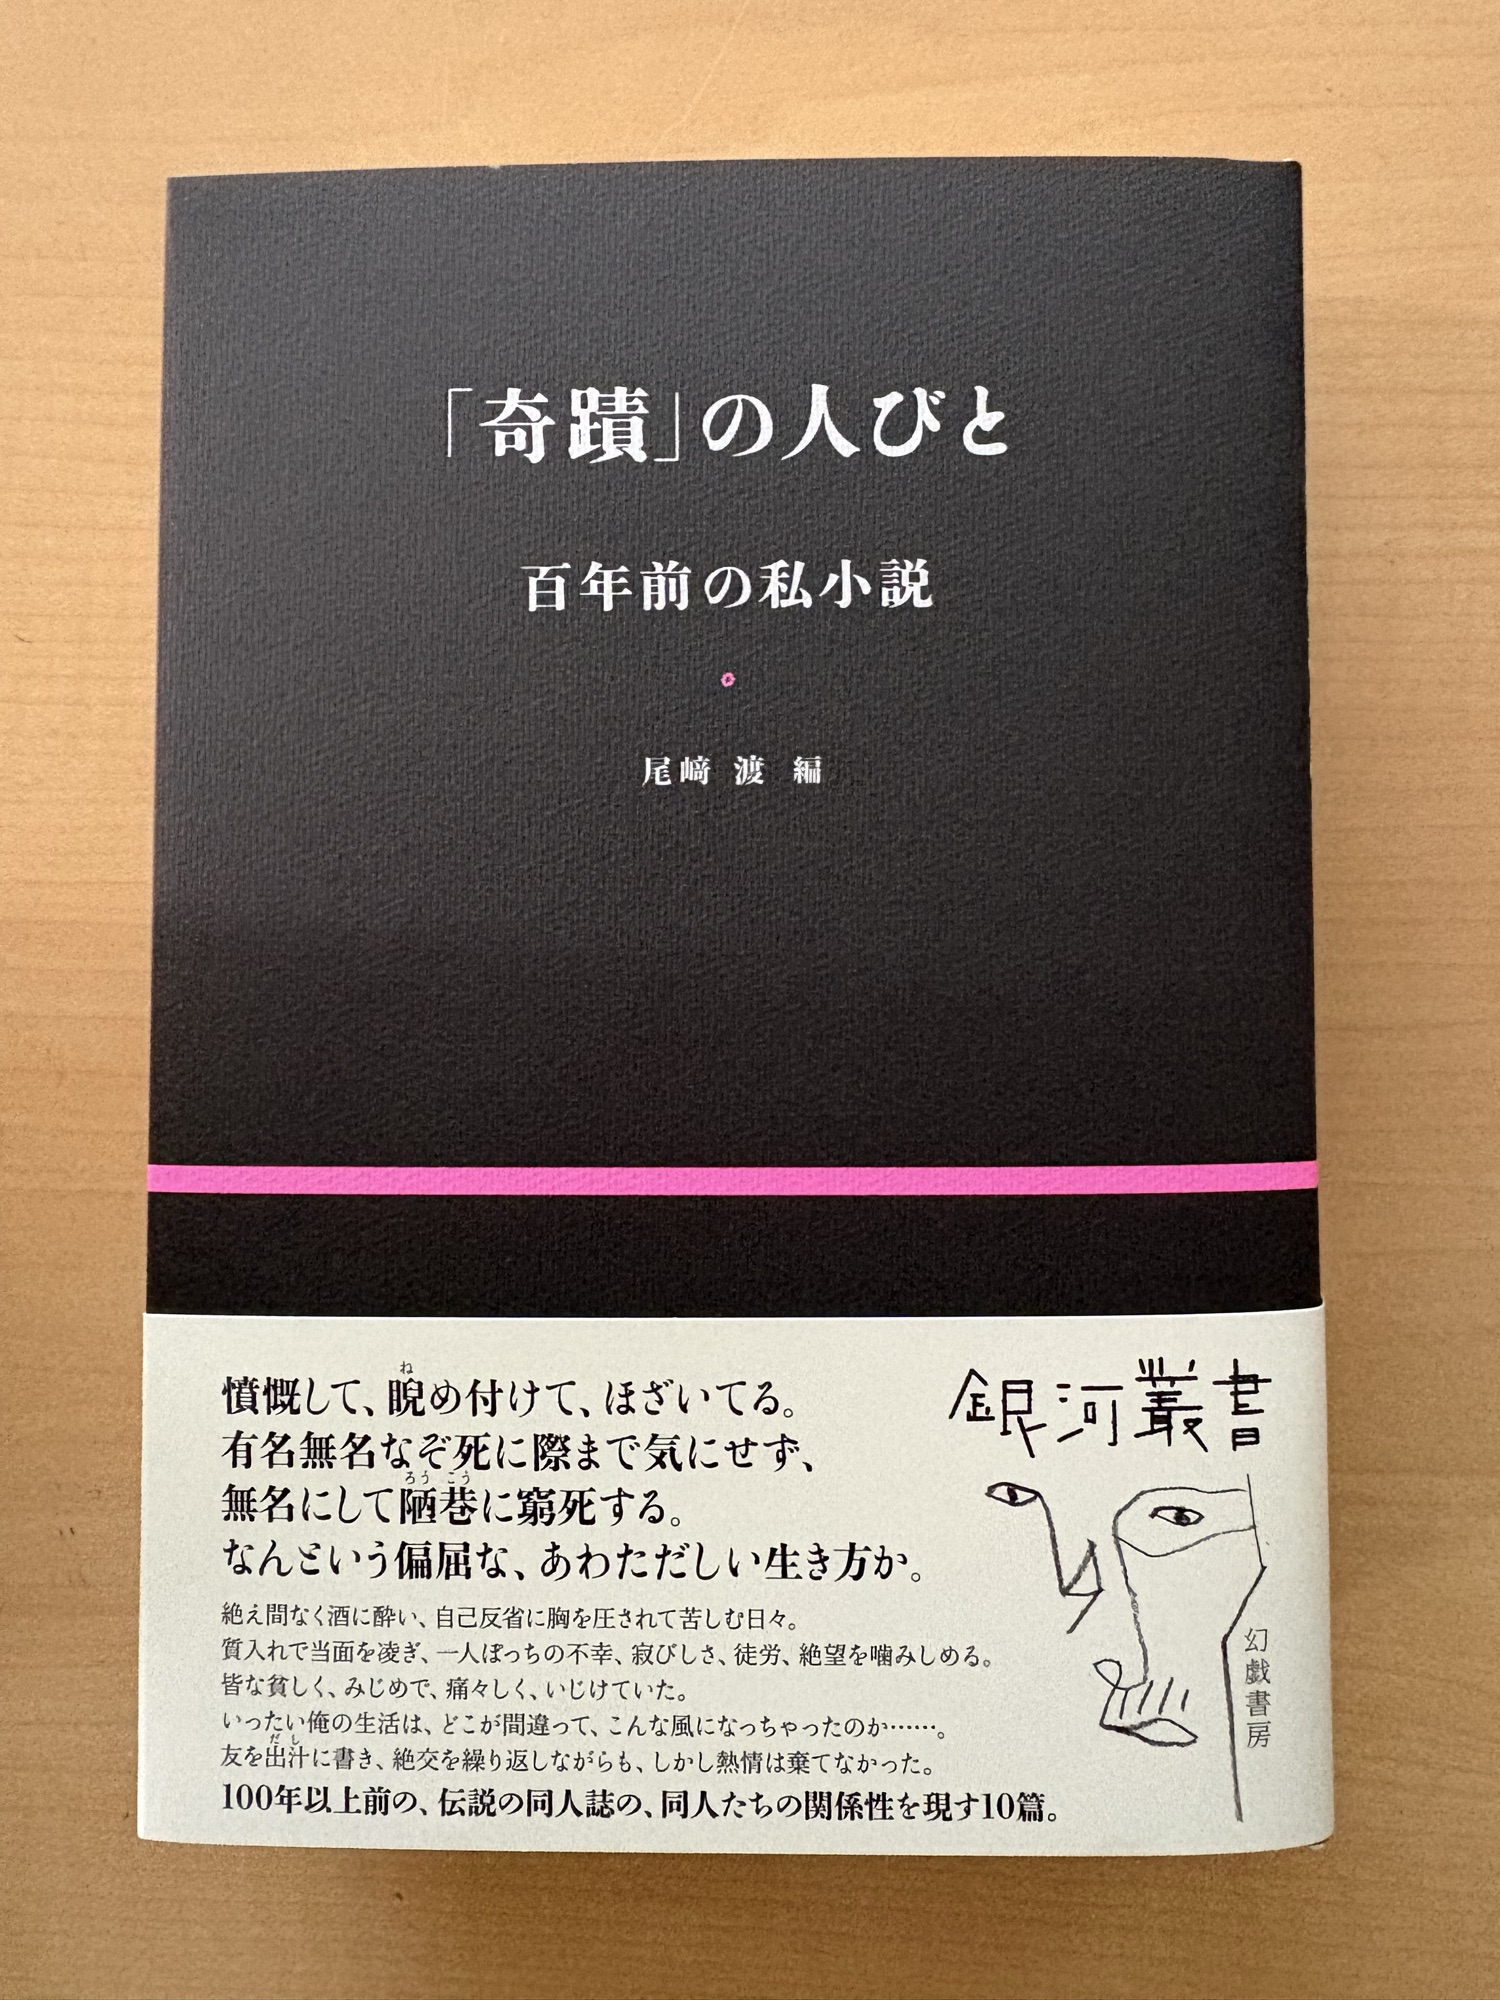 「奇蹟」の人びと
百年前の私小説
尾﨑 渡 編
憤慨して、睨め付けて、ほざいてる。
ね
有名無名なぞ死に際まで気にせず、
無名にして陋巷に窮死する。
ろう こう
なんという偏屈な、あわただしい生き方か。
絶え間なく酒に酔い、自己反省に胸を圧されて苦しむ日々。
質入れで当面を凌ぎ、一人ぽっちの不幸、寂びしさ、徒労、絶望を噛みしめる。
皆な貧しく、みじめで、痛々しく、いじけていた。
いったい俺の生活は、どこが間違って、こんな風になっちゃったのか……。
友を出汁に書き、絶交を繰り返しながらも、しかし熱情は棄てなかった。
だ し
100年以上前の、伝説の同人誌の、同人たちの関係性を現す10篇。
銀河叢書
幻戯書房